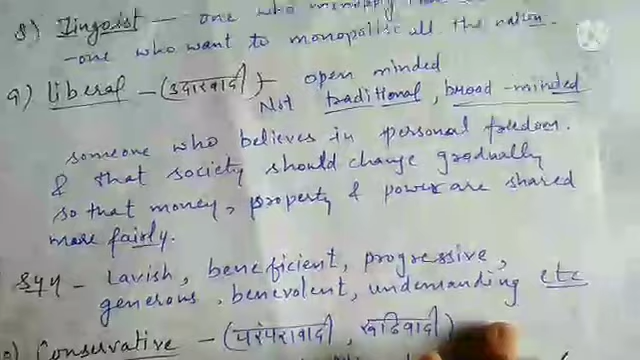 8) Jingoist - one who
- one who want to monopolise all the nation.
9) liberal - (उदारवादी) - open minded
Not traditional, broad-minded
someone who believes in personal freedom.
& that society should change gradually
so that money, property & power are shared
more fairly.
Syn - Lavish, beneficient, progressive,
generous, benevolent, undemanding etc
Conservative - (परंपरावादी, रूढ़िवादी)